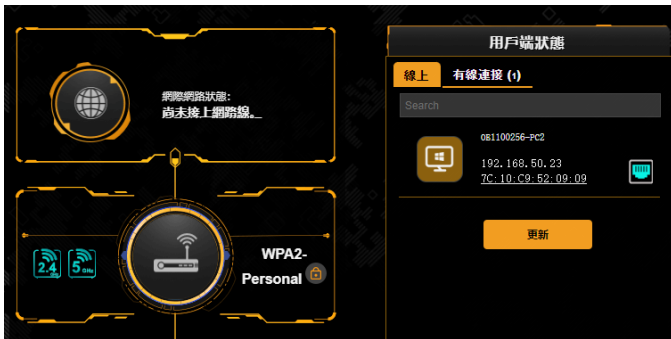 網際網路狀態:
尚未接上網路線。
2.4
GHz
5
GHz
WPA2-
Personal
用戶端狀態
線上
有線連接 (1)
Search
OB1100256-PC2
192.168.50.23
7C:10:C9:52:09:09
更新